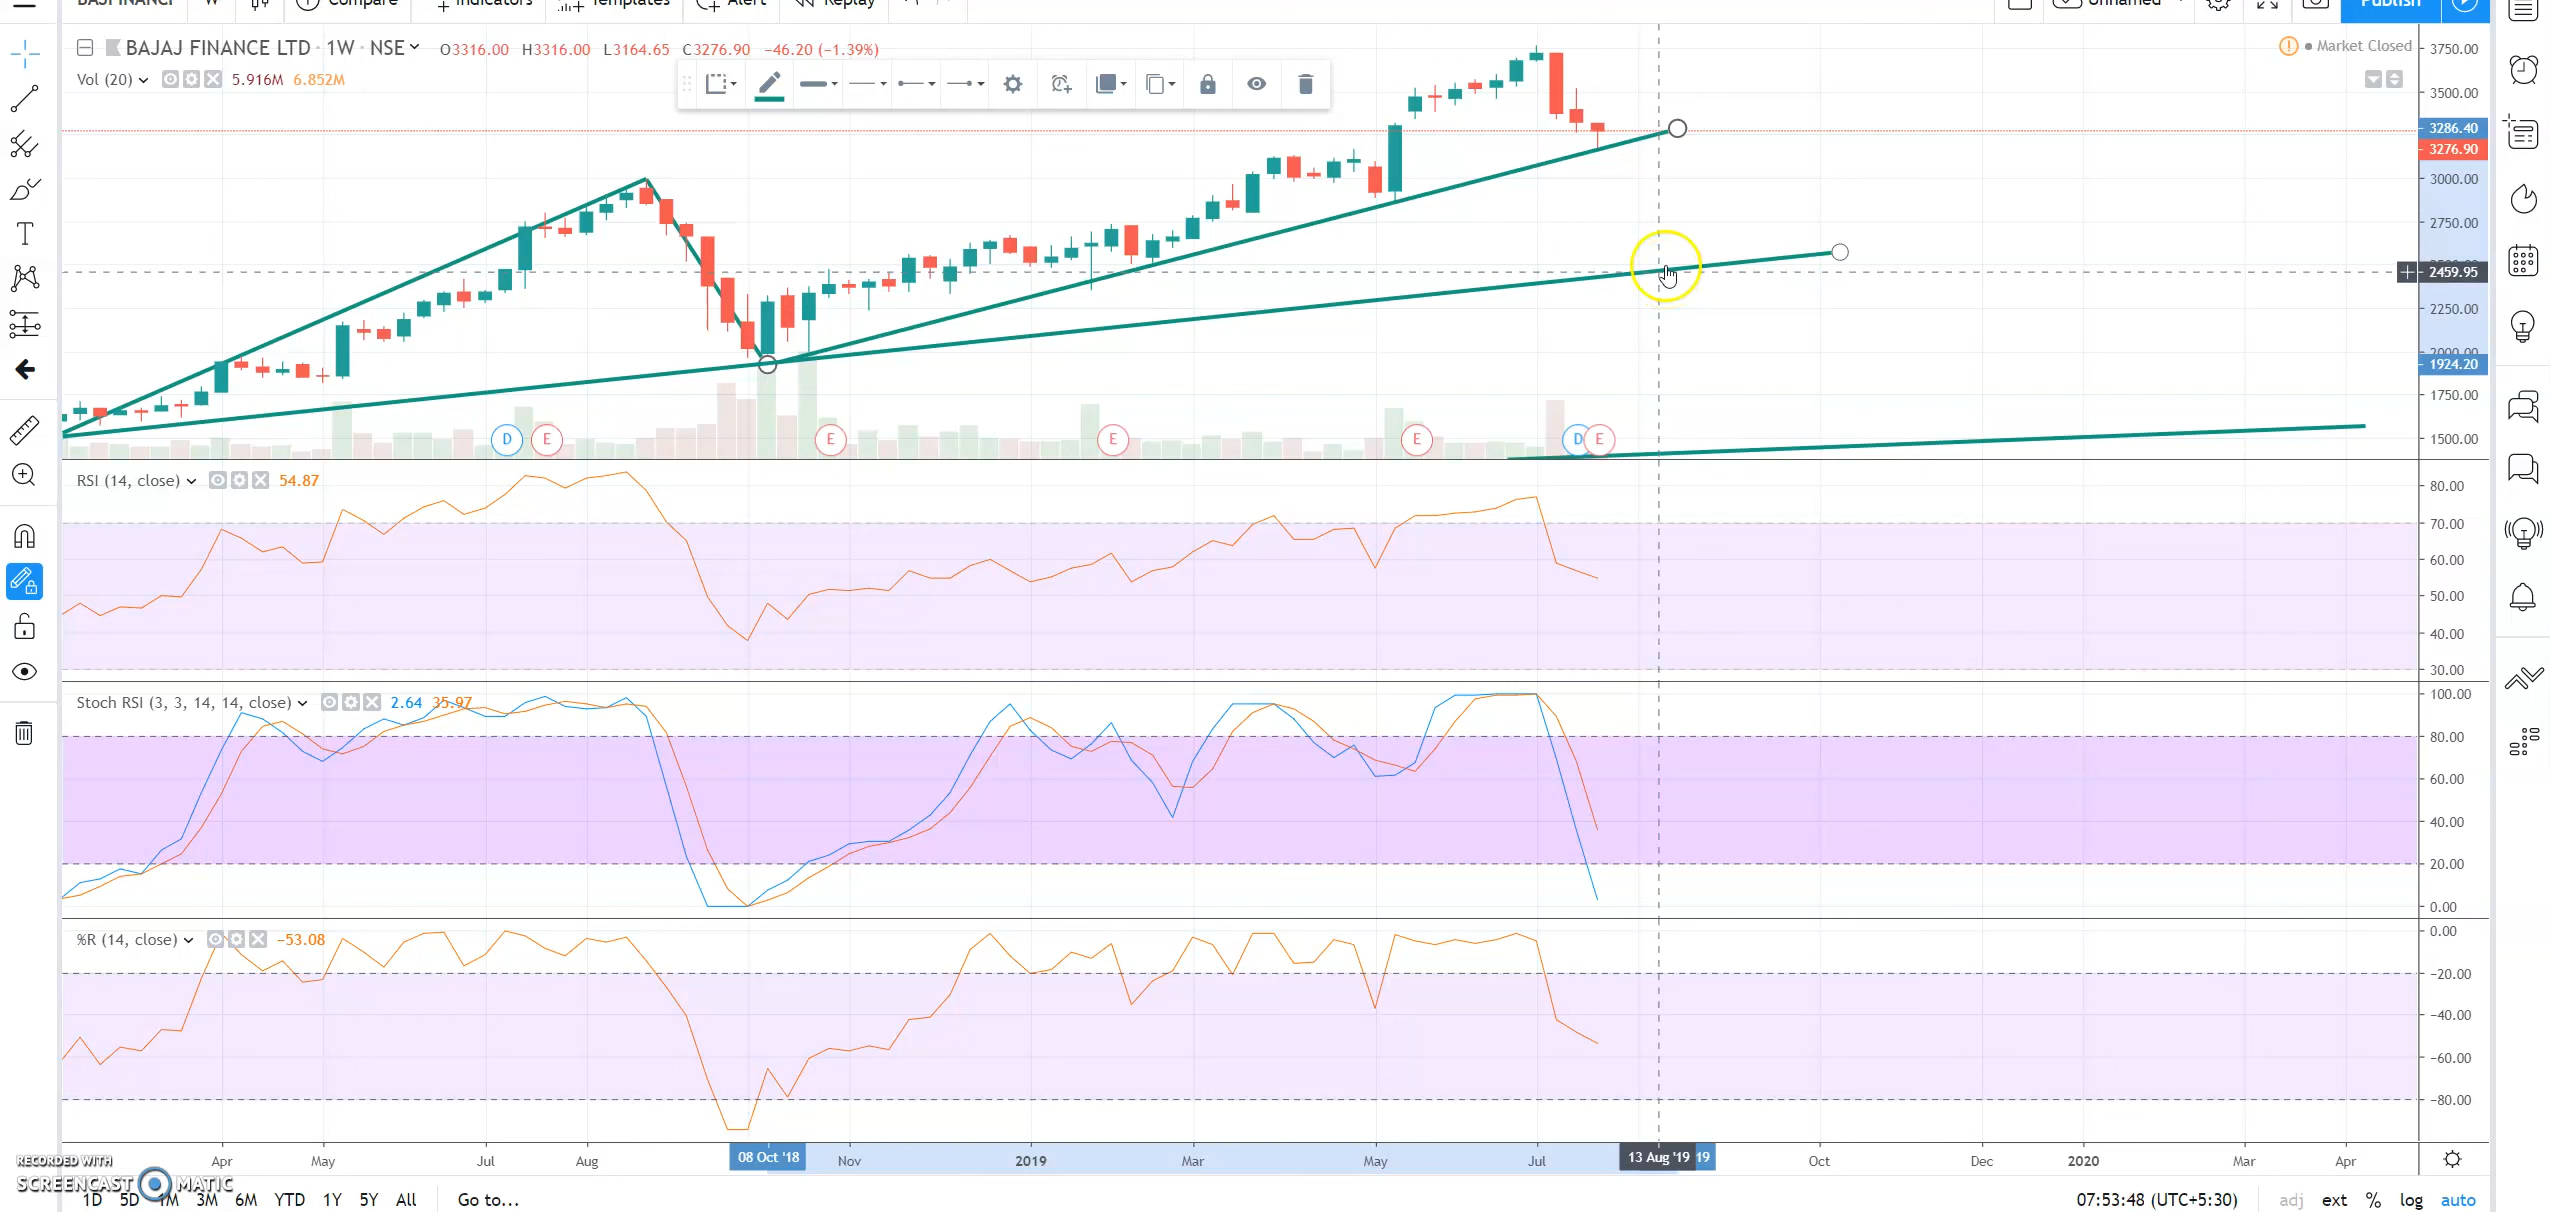 BAJFINANCE W Compare Indicators Templates Alert Replay Unnamed Publish
BAJAJ FINANCE LTD · 1W · NSE O3316.00 H3316.00 L3164.65 C3276.90 −46.20 (−1.39%)
Market Closed
Vol (20) 5.916M 6.852M
3750.00
3500.00
3286.40
3276.90
3000.00
2750.00
2459.95
2250.00
2000.00
1924.20
1750.00
1500.00
D E E E E D E
RSI (14, close) 54.87
80.00
70.00
60.00
50.00
40.00
30.00
Stoch RSI (3, 3, 14, 14, close) 2.64 35.97
100.00
80.00
60.00
40.00
20.00
0.00
%R (14, close) −53.08
0.00
−20.00
−40.00
−60.00
−80.00
Apr May Jul Aug 08 Oct '18 Nov 2019 Mar May Jul 13 Aug '19 19 Oct Dec 2020 Mar Apr
RECORDED WITH
SCREENCAST MATIC
1D 5D 1M 3M 6M YTD 1Y 5Y All Go to... 07:53:48 (UTC+5:30) adj ext % log auto